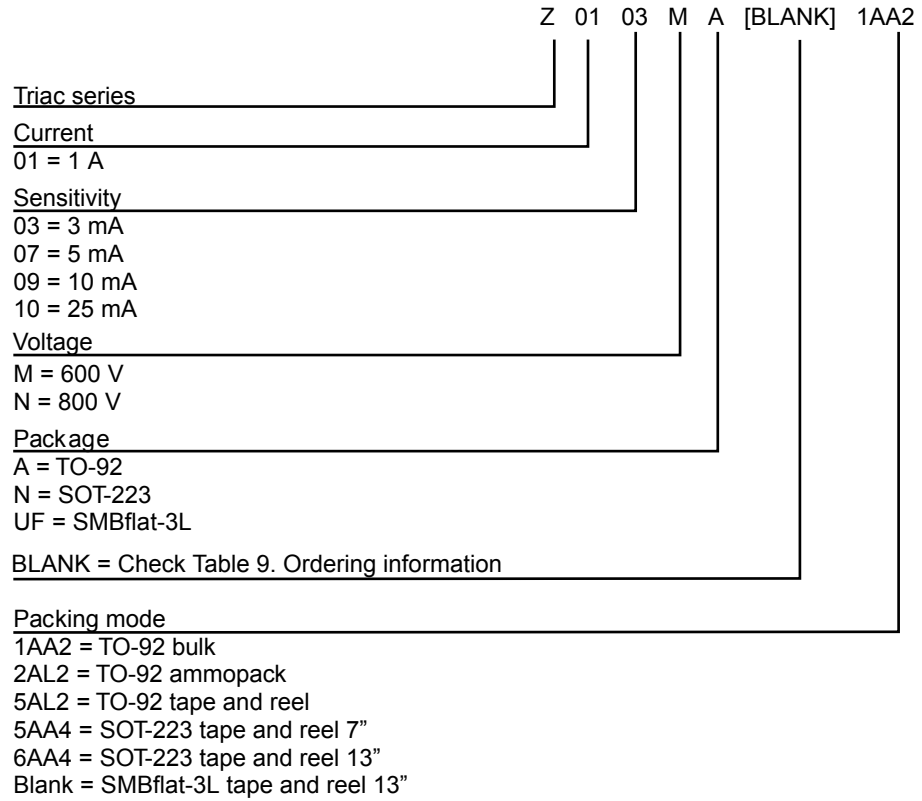 Z 01 03 M A [BLANK] 1AA2
Triac series
Current
01 = 1 A
Sensitivity
03 = 3 mA
07 = 5 mA
09 = 10 mA
10 = 25 mA
Voltage
M = 600 V
N = 800 V
Package
A = TO-92
N = SOT-223
UF = SMBflat-3L
BLANK = Check Table 9. Ordering information
Packing mode
1AA2 = TO-92 bulk
2AL2 = TO-92 ammopack
5AL2 = TO-92 tape and reel
5AA4 = SOT-223 tape and reel 7”
6AA4 = SOT-223 tape and reel 13”
Blank = SMBflat-3L tape and reel 13”